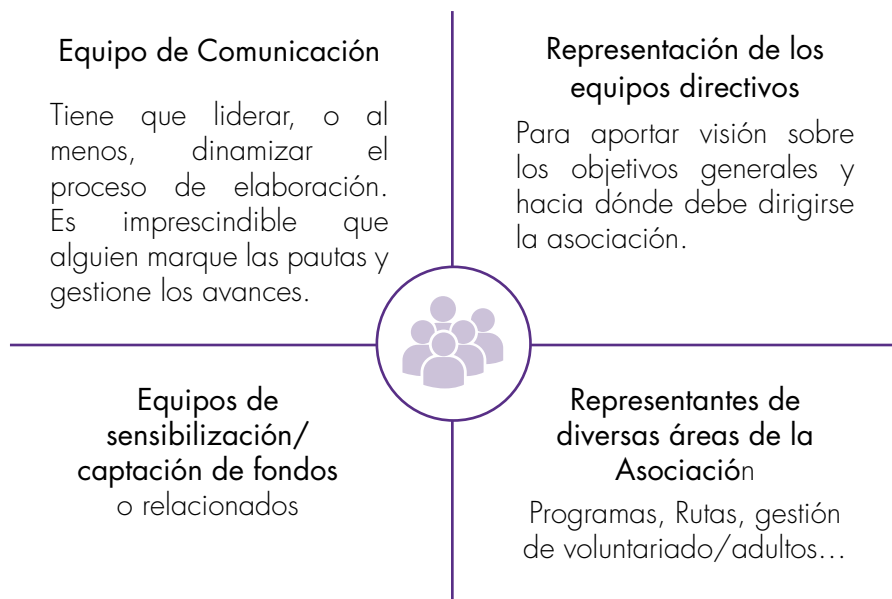 Equipo de Comunicación
Tiene que liderar, o al
menos, dinamizar el
proceso de elaboración.
Es imprescindible que
alguien marque las pautas y
gestione los avances.
Representación de los
equipos directivos
Para aportar visión sobre
los objetivos generales y
hacia dónde debe dirigirse
la asociación.
Equipos de
sensibilización/
captación de fondos
o relacionados
Representantes de
diversas áreas de la
Asociación
Programas, Rutas, gestión
de voluntariado/adultos...